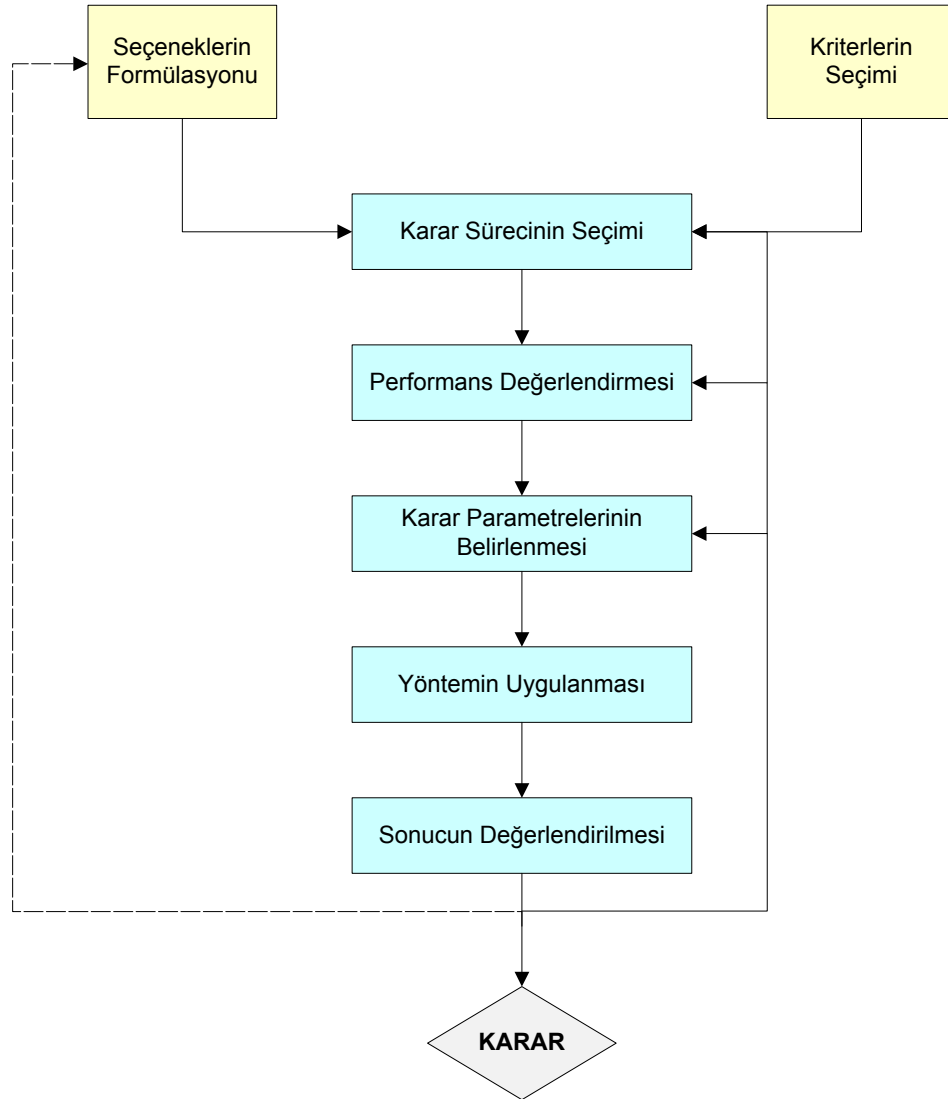 Seçeneklerin
Formülasyonu
Kriterlerin
Seçimi
Karar Sürecinin Seçimi
Performans Değerlendirmesi
Karar Parametrelerinin
Belirlenmesi
Yöntemin Uygulanması
Sonucun Değerlendirilmesi
KARAR